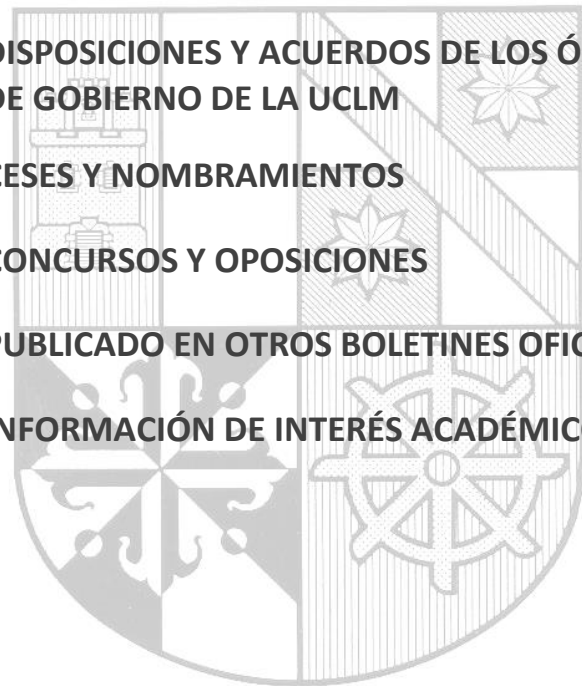 DISPOSICIONES Y ACUERDOS DE LOS Ó
DE GOBIERNO DE LA UCLM
CESES Y NOMBRAMIENTOS
CONCURSOS Y OPOSICIONES
PUBLICADO EN OTROS BOLETINES OFIC
INFORMACIÓN DE INTERÉS ACADÉMIC